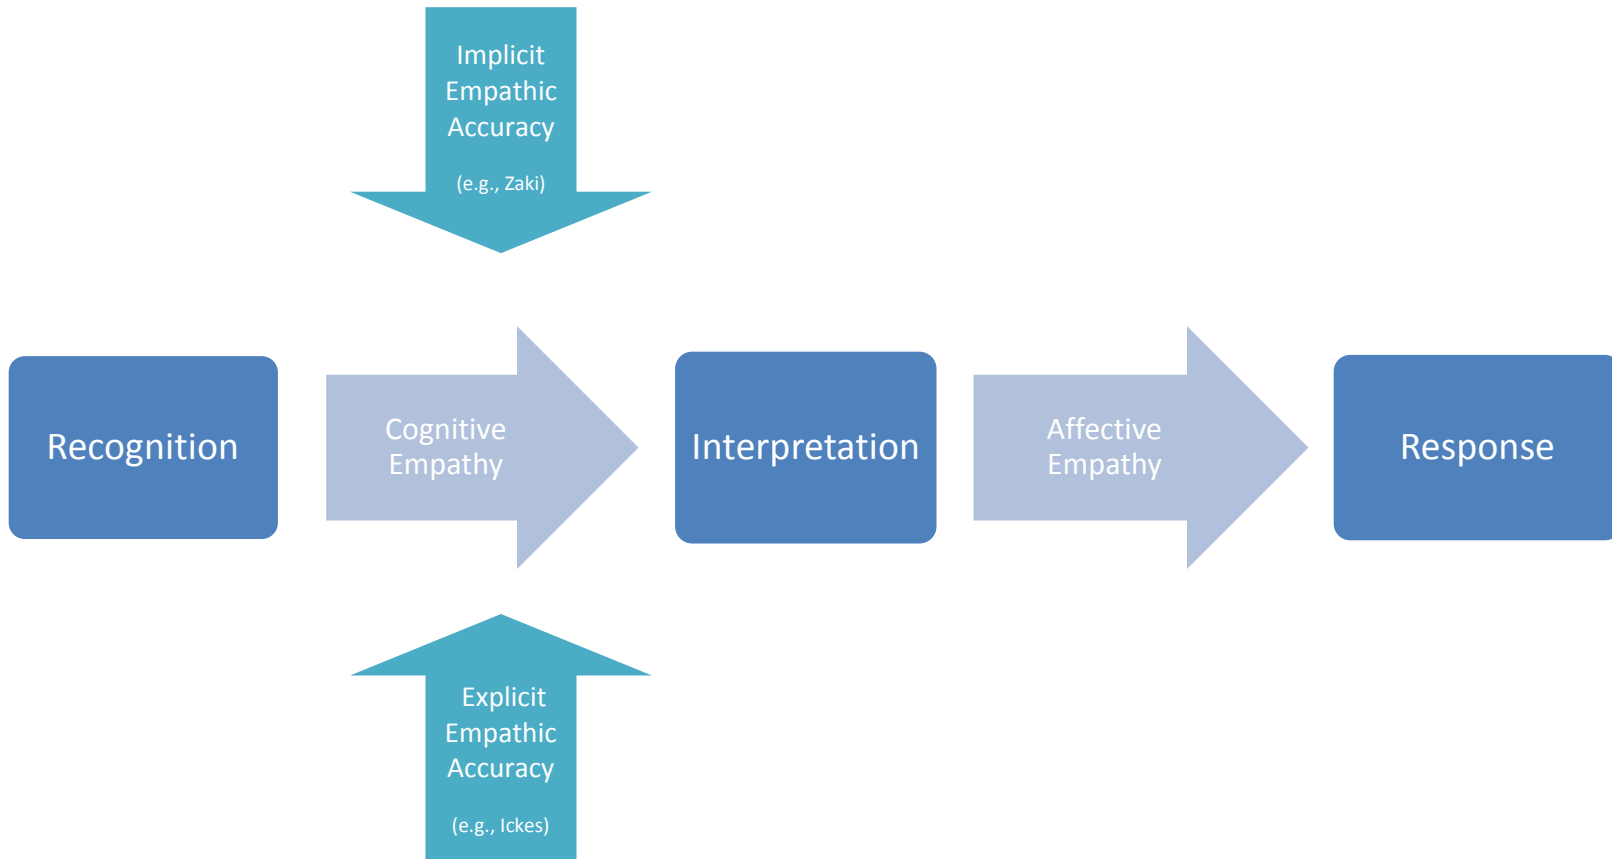 Implicit
Empathic
Accuracy
(e.g., Zaki)
Recognition
Cognitive
Empathy
Interpretation
Affective
Empathy
Response
Explicit
Empathic
Accuracy
(e.g., Ickes)